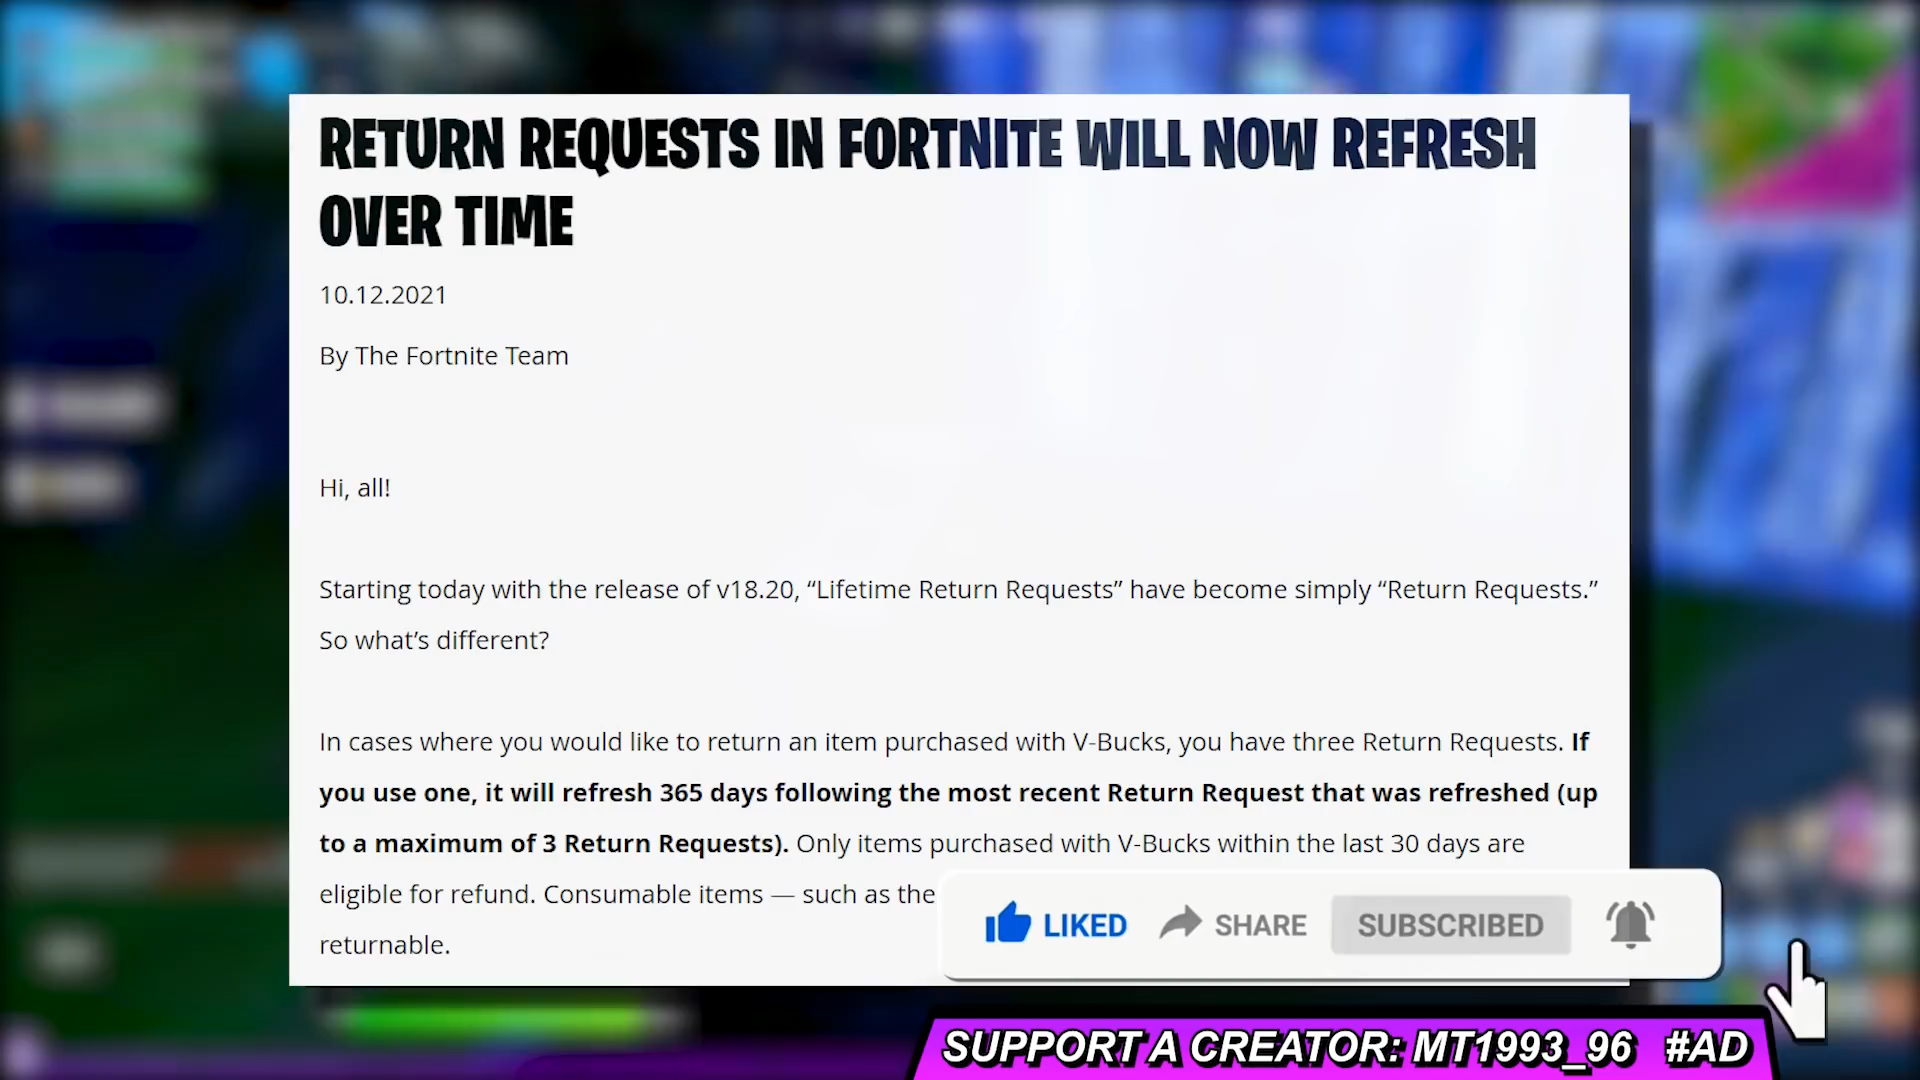 RETURN REQUESTS IN FORTNITE WILL NOW REFRESH
OVER TIME
10.12.2021
By The Fortnite Team
Hi, all!
Starting today with the release of v18.20, “Lifetime Return Requests” have become simply “Return Requests.”
So what’s different?
In cases where you would like to return an item purchased with V-Bucks, you have three Return Requests. If
you use one, it will refresh 365 days following the most recent Return Request that was refreshed (up
to a maximum of 3 Return Requests). Only items purchased with V-Bucks within the last 30 days are
eligible for refund. Consumable items — such as the
returnable.
LIKED SHARE SUBSCRIBED
SUPPORT A CREATOR: MT1993_96 #AD